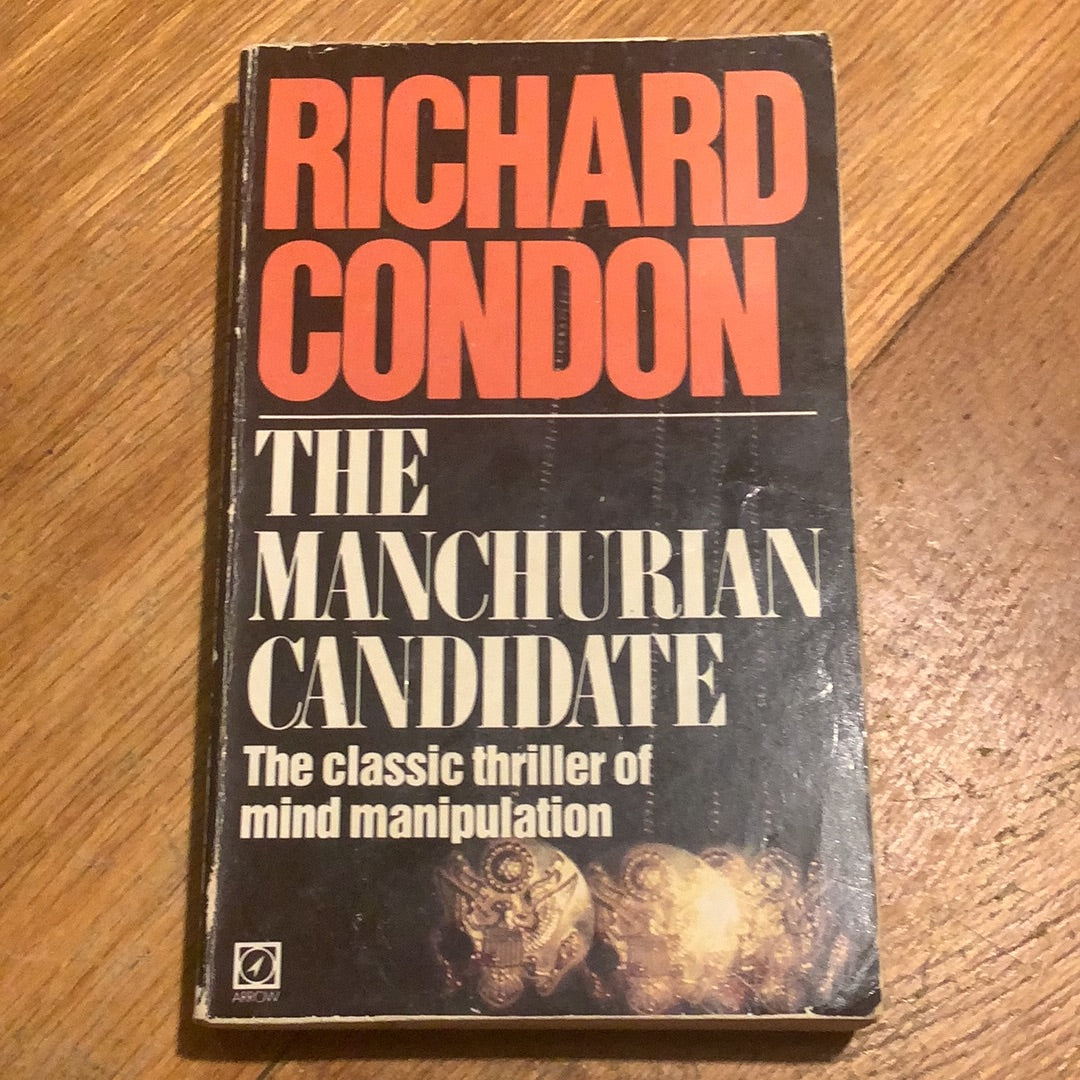 RICHARD
CONDON
THE
MANCHURIAN
CANDIDATE
The classic thriller of
mind manipulation
ARROW